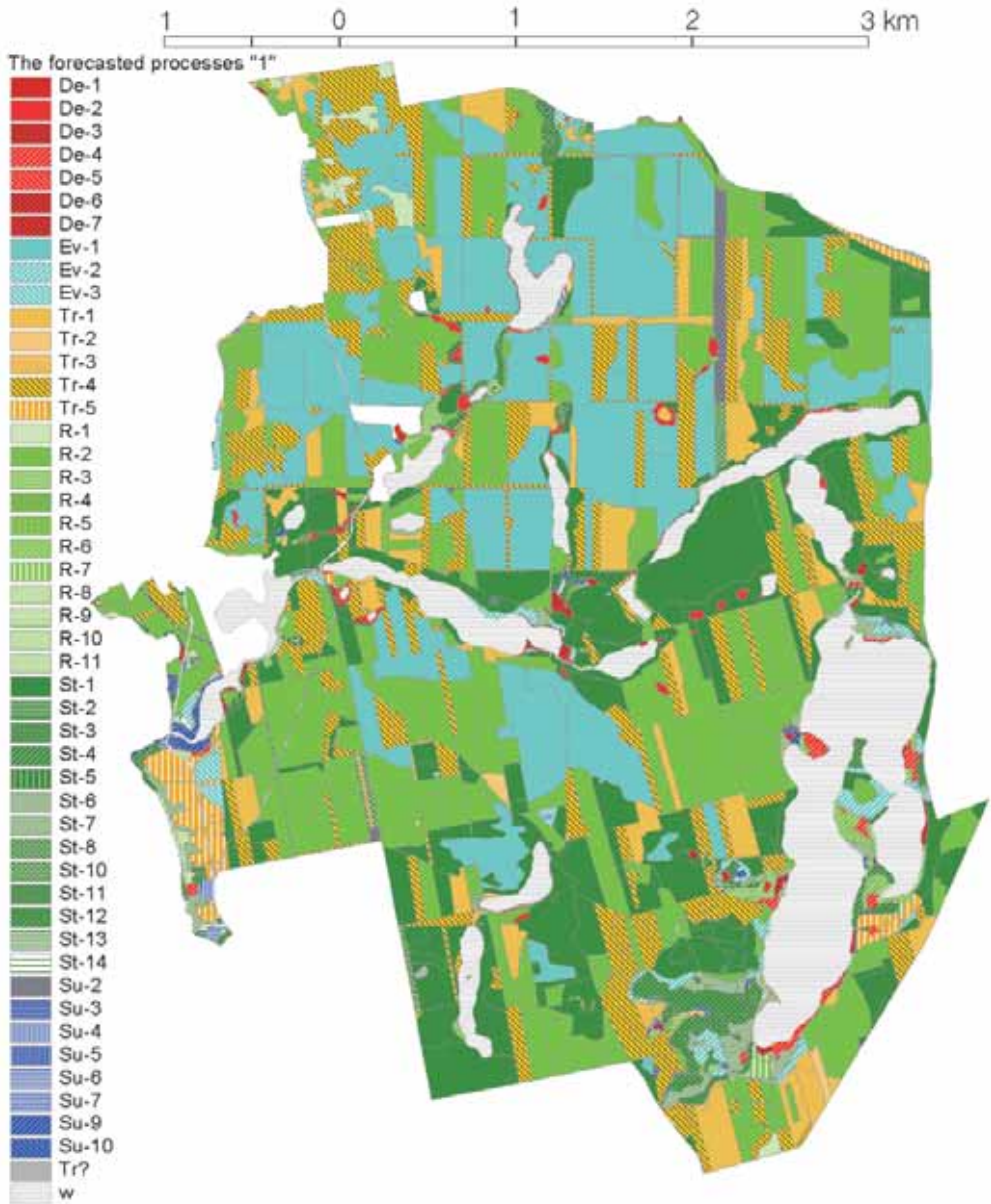 1 0 1 2 3 km
The forecasted processes "1"
De-1
De-2
De-3
De-4
De-5
De-6
De-7
Ev-1
Ev-2
Ev-3
Tr-1
Tr-2
Tr-3
Tr-4
Tr-5
R-1
R-2
R-3
R-4
R-5
R-6
R-7
R-8
R-9
R-10
R-11
St-1
St-2
St-3
St-4
St-5
St-6
St-7
St-8
St-10
St-11
St-12
St-13
St-14
Su-2
Su-3
Su-4
Su-5
Su-6
Su-7
Su-9
Su-10
Tr?
w